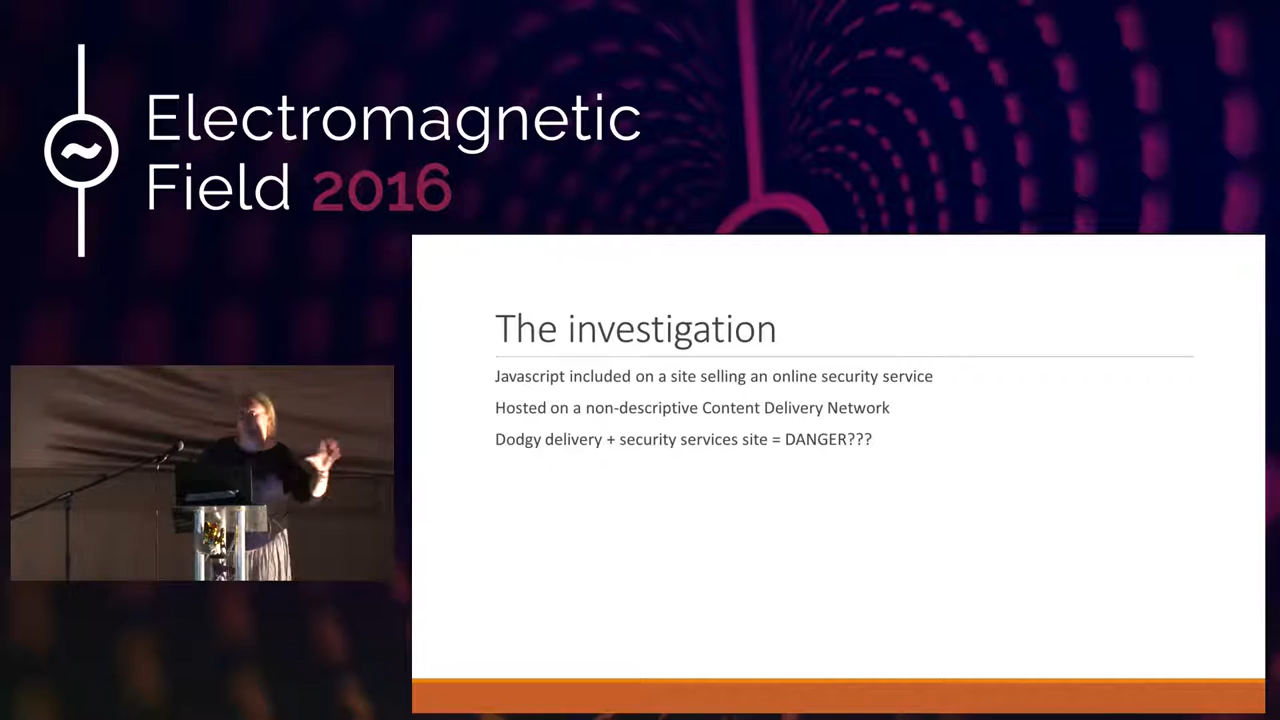 Electromagnetic
Field 2016
The investigation
Javascript included on a site selling an online security service
Hosted on a non-descriptive Content Delivery Network
Dodgy delivery + security services site = DANGER???